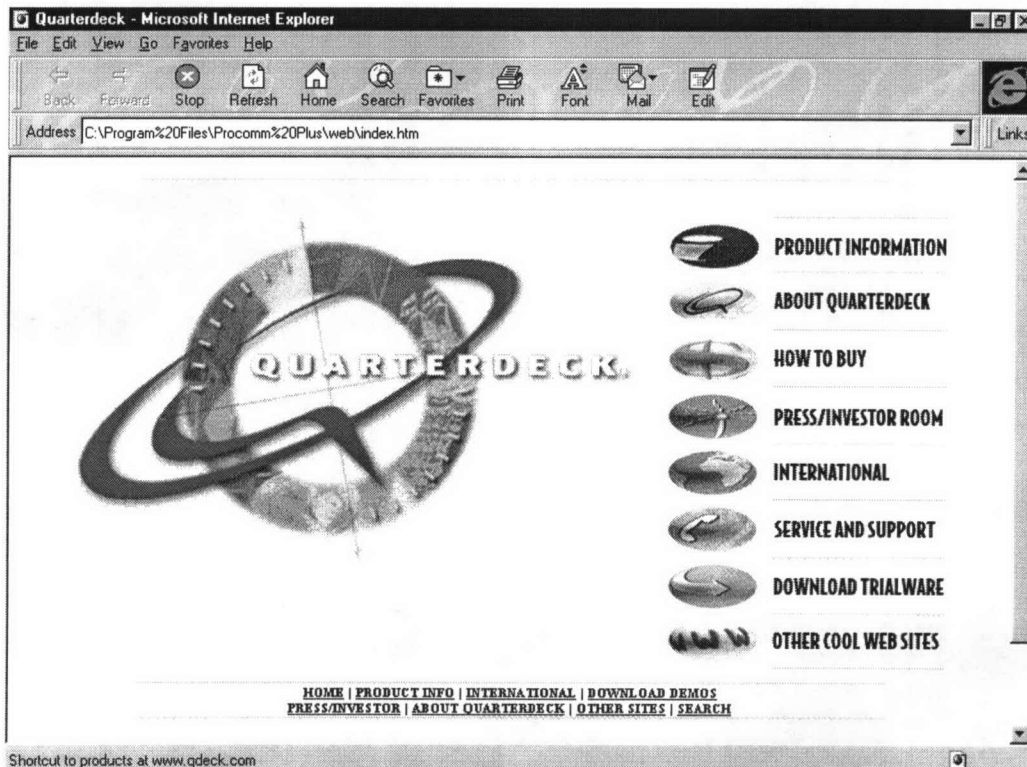 Quarterdeck - Microsoft Internet Explorer
File Edit View Go Favorites Help
Back Forward Stop Refresh Home Search Favorites Print Font Mail Edit
Address C:\Program%20Files\Procomm%20Plus\web\index.htm Links
QUARTERDECK.
PRODUCT INFORMATION
ABOUT QUARTERDECK
HOW TO BUY
PRESS/INVESTOR ROOM
INTERNATIONAL
SERVICE AND SUPPORT
DOWNLOAD TRIALWARE
WWW OTHER COOL WEB SITES
HOME | PRODUCT INFO | INTERNATIONAL | DOWNLOAD DEMOS
PRESS/INVESTOR | ABOUT QUARTERDECK | OTHER SITES | SEARCH
Shortcut to products at www.qdeck.com